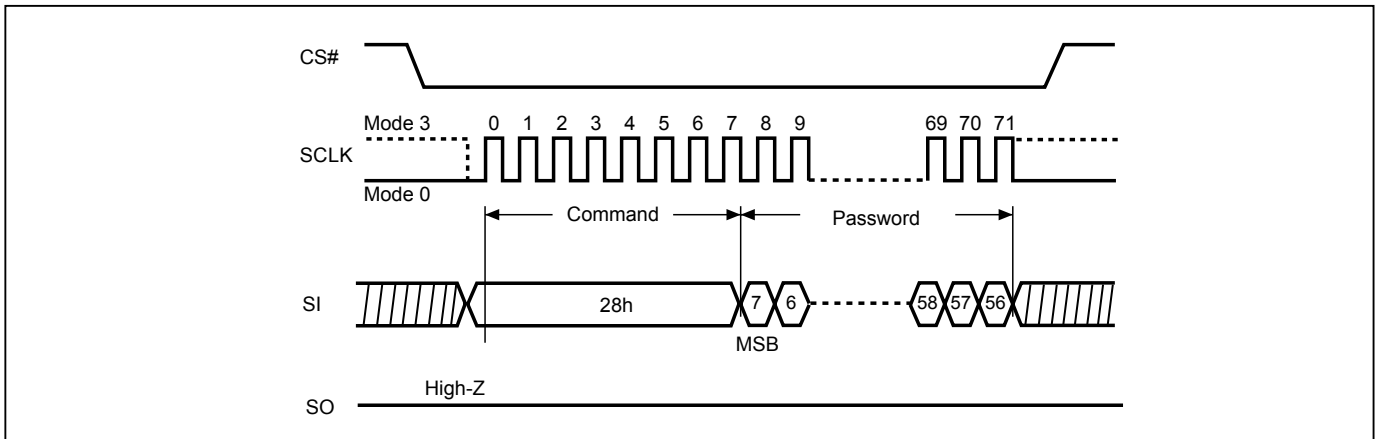 CS#
Mode 3
0 1 2 3 4 5 6 7 8 9 69 70 71
SCLK
Mode 0
Command
Password
SI
28h
7 6 58 57 56
MSB
High-Z
SO